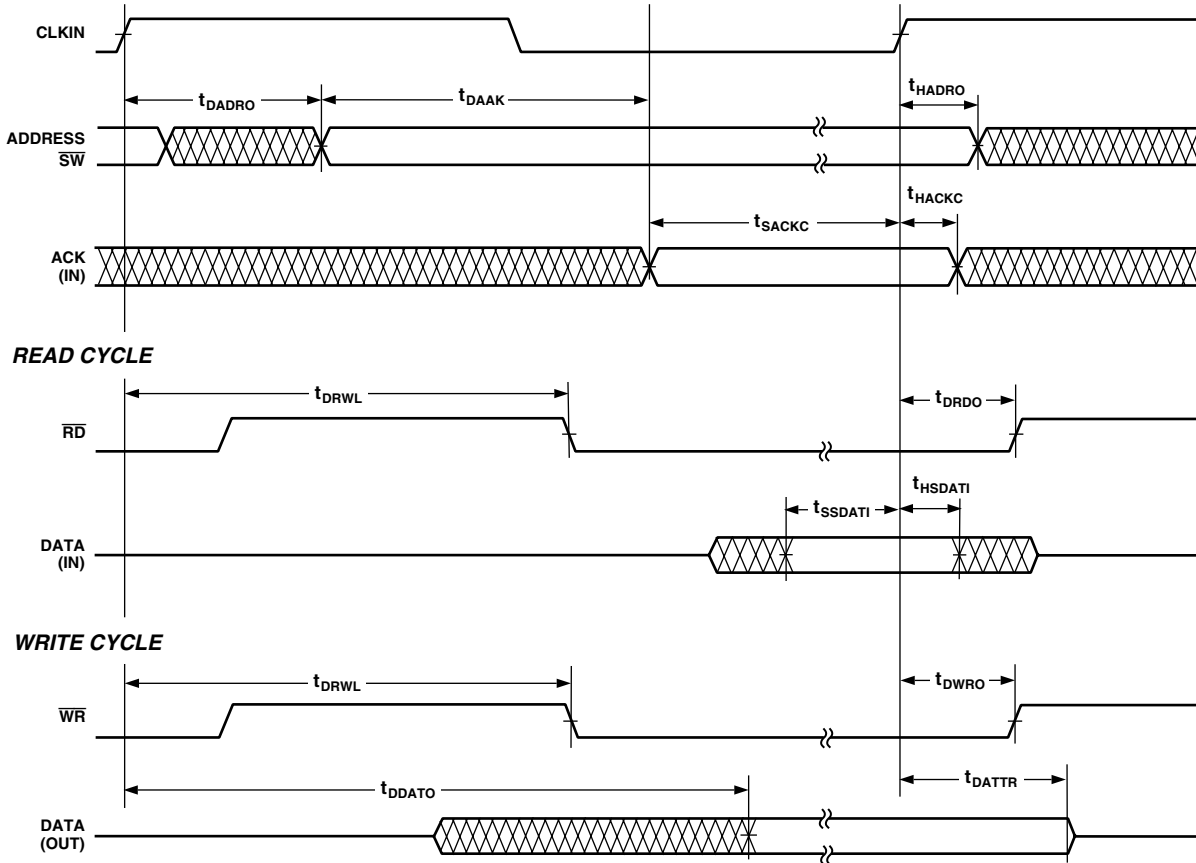 CLKIN
tDADRO
tDAAK
tHADRO
ADDRESS
SW
tHACKC
tSACKC
ACK
(IN)
READ CYCLE
tDRWL
tDRDO
RD
tHSDATI
tSSDATI
DATA
(IN)
WRITE CYCLE
tDRWL
tDWRO
WR
tDATTR
tDDATO
DATA
(OUT)